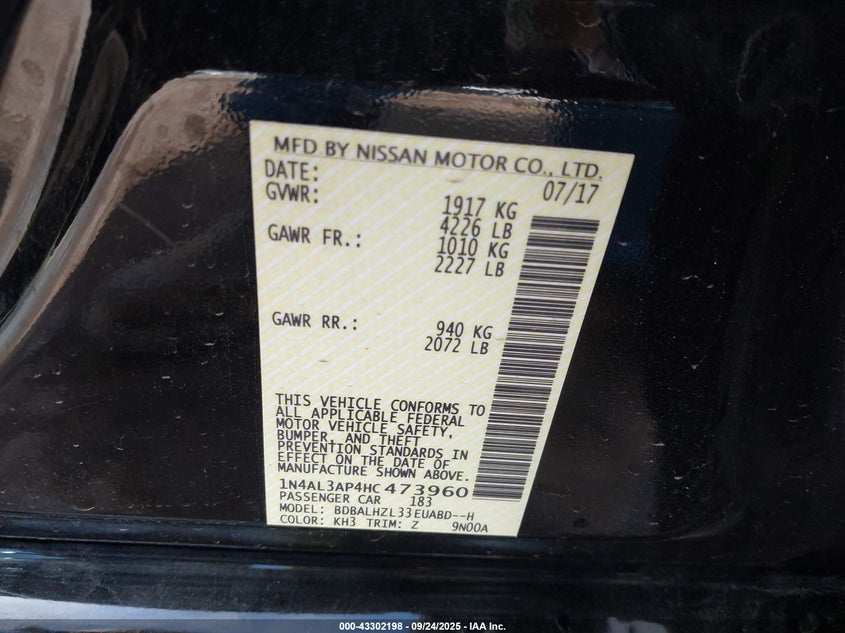 MFD BY NISSAN MOTOR CO., LTD.
DATE: 07/17
GVWR: 1917 KG
4226 LB
GAWR FR.: 1010 KG
2227 LB
GAWR RR.: 940 KG
2072 LB
THIS VEHICLE CONFORMS TO
ALL APPLICABLE FEDERAL
MOTOR VEHICLE SAFETY,
BUMPER, AND THEFT
PREVENTION STANDARDS IN
EFFECT ON THE DATE OF
MANUFACTURE SHOWN ABOVE.
1N4AL3AP4HC473960
PASSENGER CAR 183
MODEL: BDBALHZL33EUABD--H
COLOR: KH3 TRIM: Z 9N00A
000-43302198 - 09/24/2025 - IAA Inc.